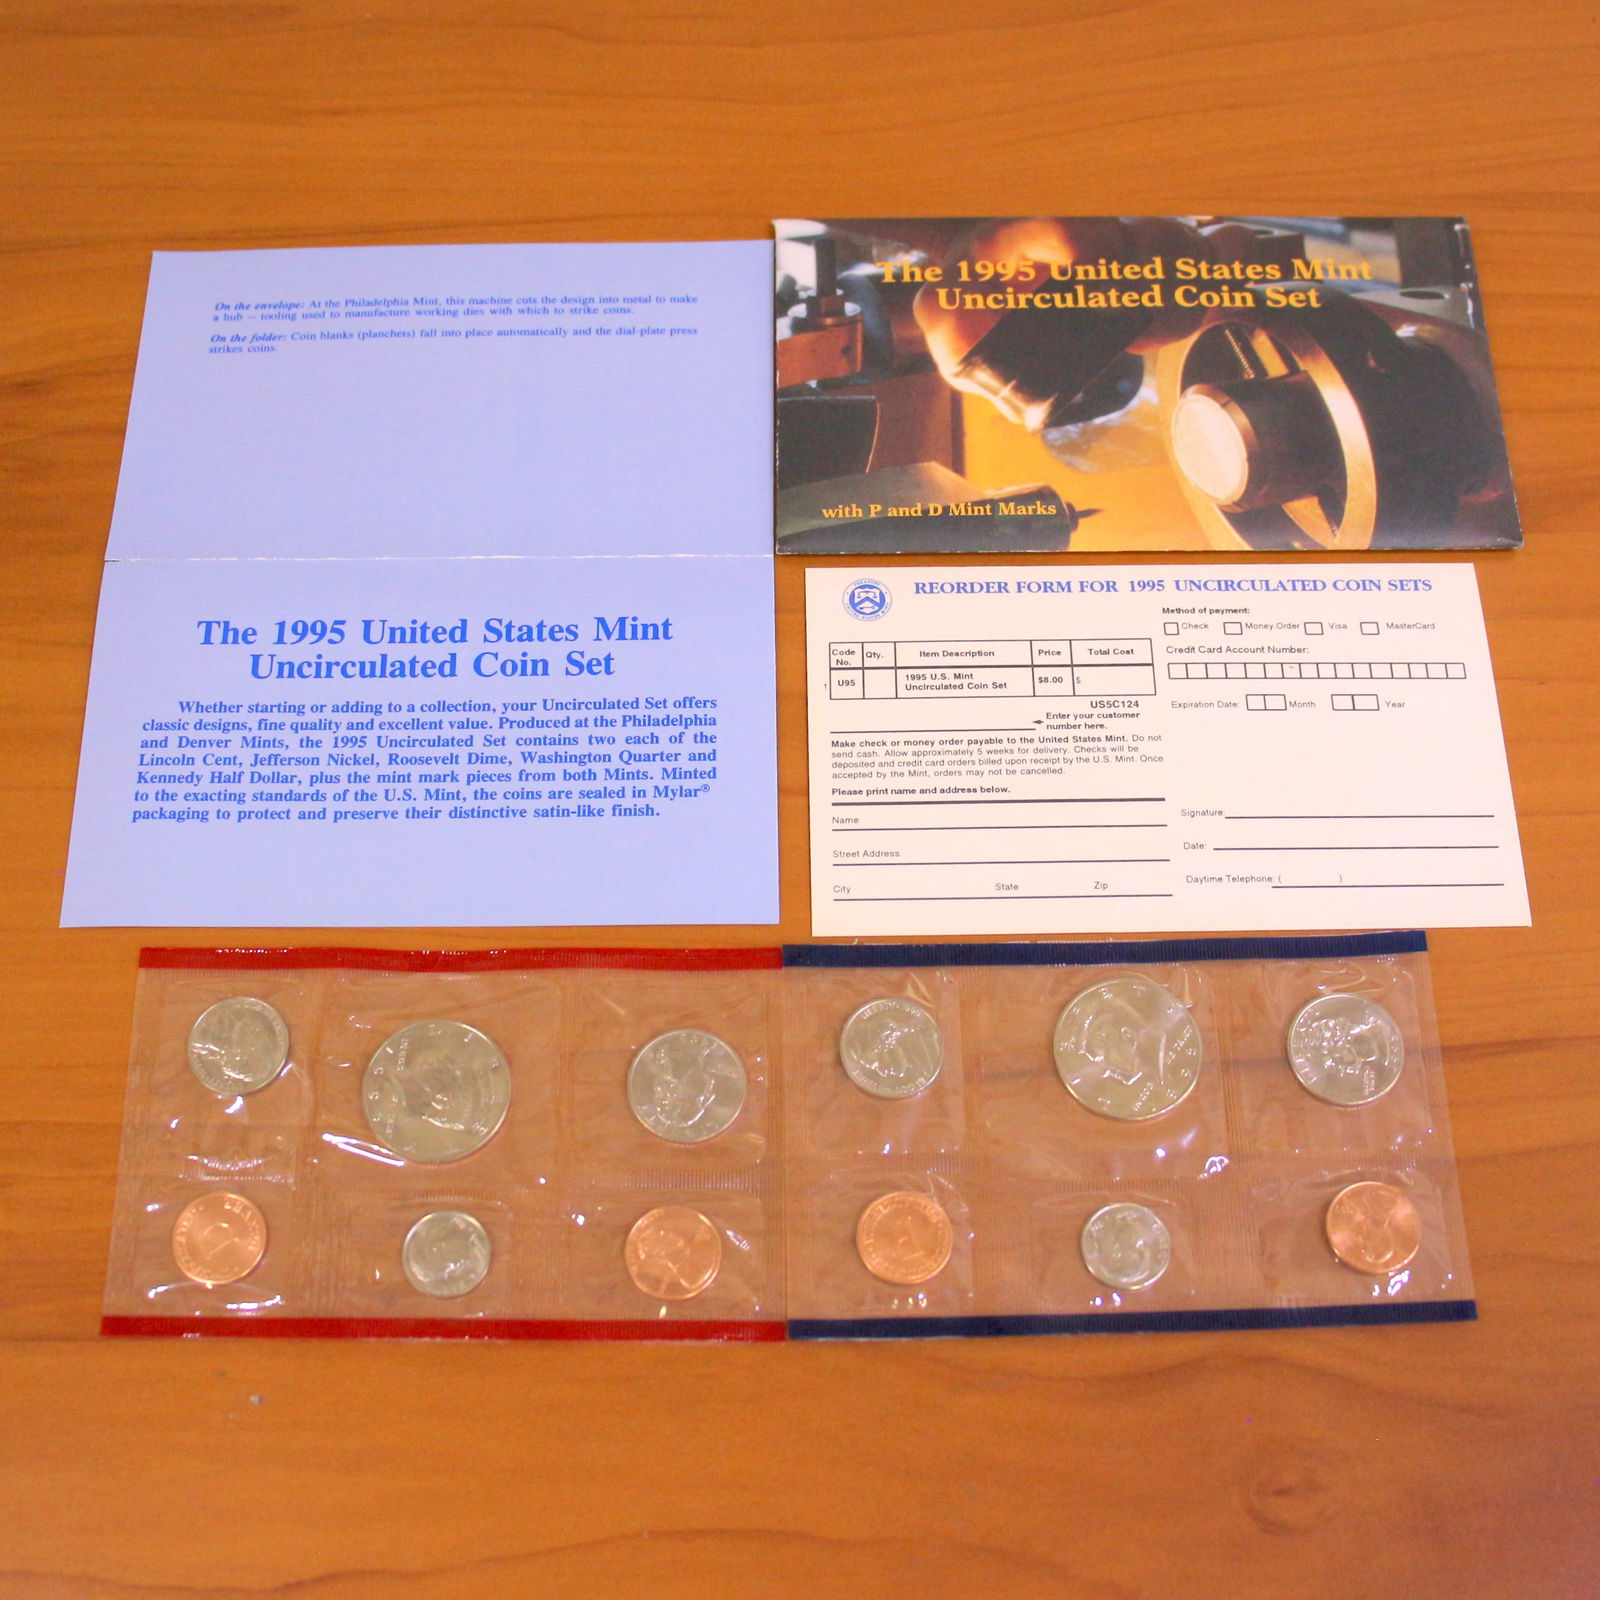 On the envelope: At the Philadelphia Mint, this machine cuts the design into metal to make
a hub -- tooling used to manufacture working dies with which to strike coins.
On the folder: Coin blanks (planchets) fall into place automatically and the dial-plate press
strikes coins.
The 1995 United States Mint
Uncirculated Coin Set
Whether starting or adding to a collection, your Uncirculated Set offers
classic designs, fine quality and excellent value. Produced at the Philadelphia
and Denver Mints, the 1995 Uncirculated Set contains two each of the
Lincoln Cent, Jefferson Nickel, Roosevelt Dime, Washington Quarter and
Kennedy Half Dollar, plus the mint mark pieces from both Mints. Minted
to the exacting standards of the U.S. Mint, the coins are sealed in Mylar®
packaging to protect and preserve their distinctive satin-like finish.
The 1995 United States Mint
Uncirculated Coin Set
with P and D Mint Marks
REORDER FORM FOR 1995 UNCIRCULATED COIN SETS
Method of payment:
Check Money Order Visa MasterCard
Code No. Qty. Item Description Price Total Cost
1 U95 1995 U.S. Mint Uncirculated Coin Set $8.00 $
Credit Card Account Number:
US5C124
Enter your customer
number here.
Expiration Date: Month Year
Make check or money order payable to the United States Mint. Do not
send cash. Allow approximately 5 weeks for delivery. Checks will be
deposited and credit card orders billed upon receipt by the U.S. Mint. Once
accepted by the Mint, orders may not be cancelled.
Please print name and address below.
Name
Street Address
City State Zip
Signature:
Date:
Daytime Telephone: ( )